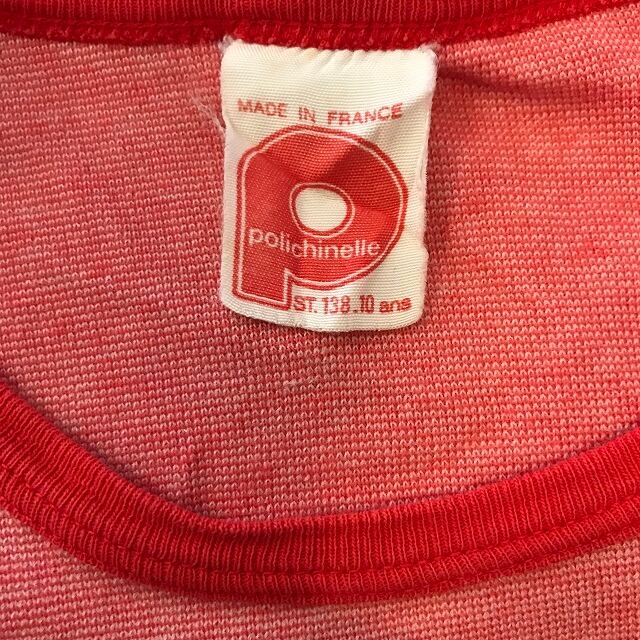 MADE IN FRANCE
polichinelle
ST. 138.10 ans